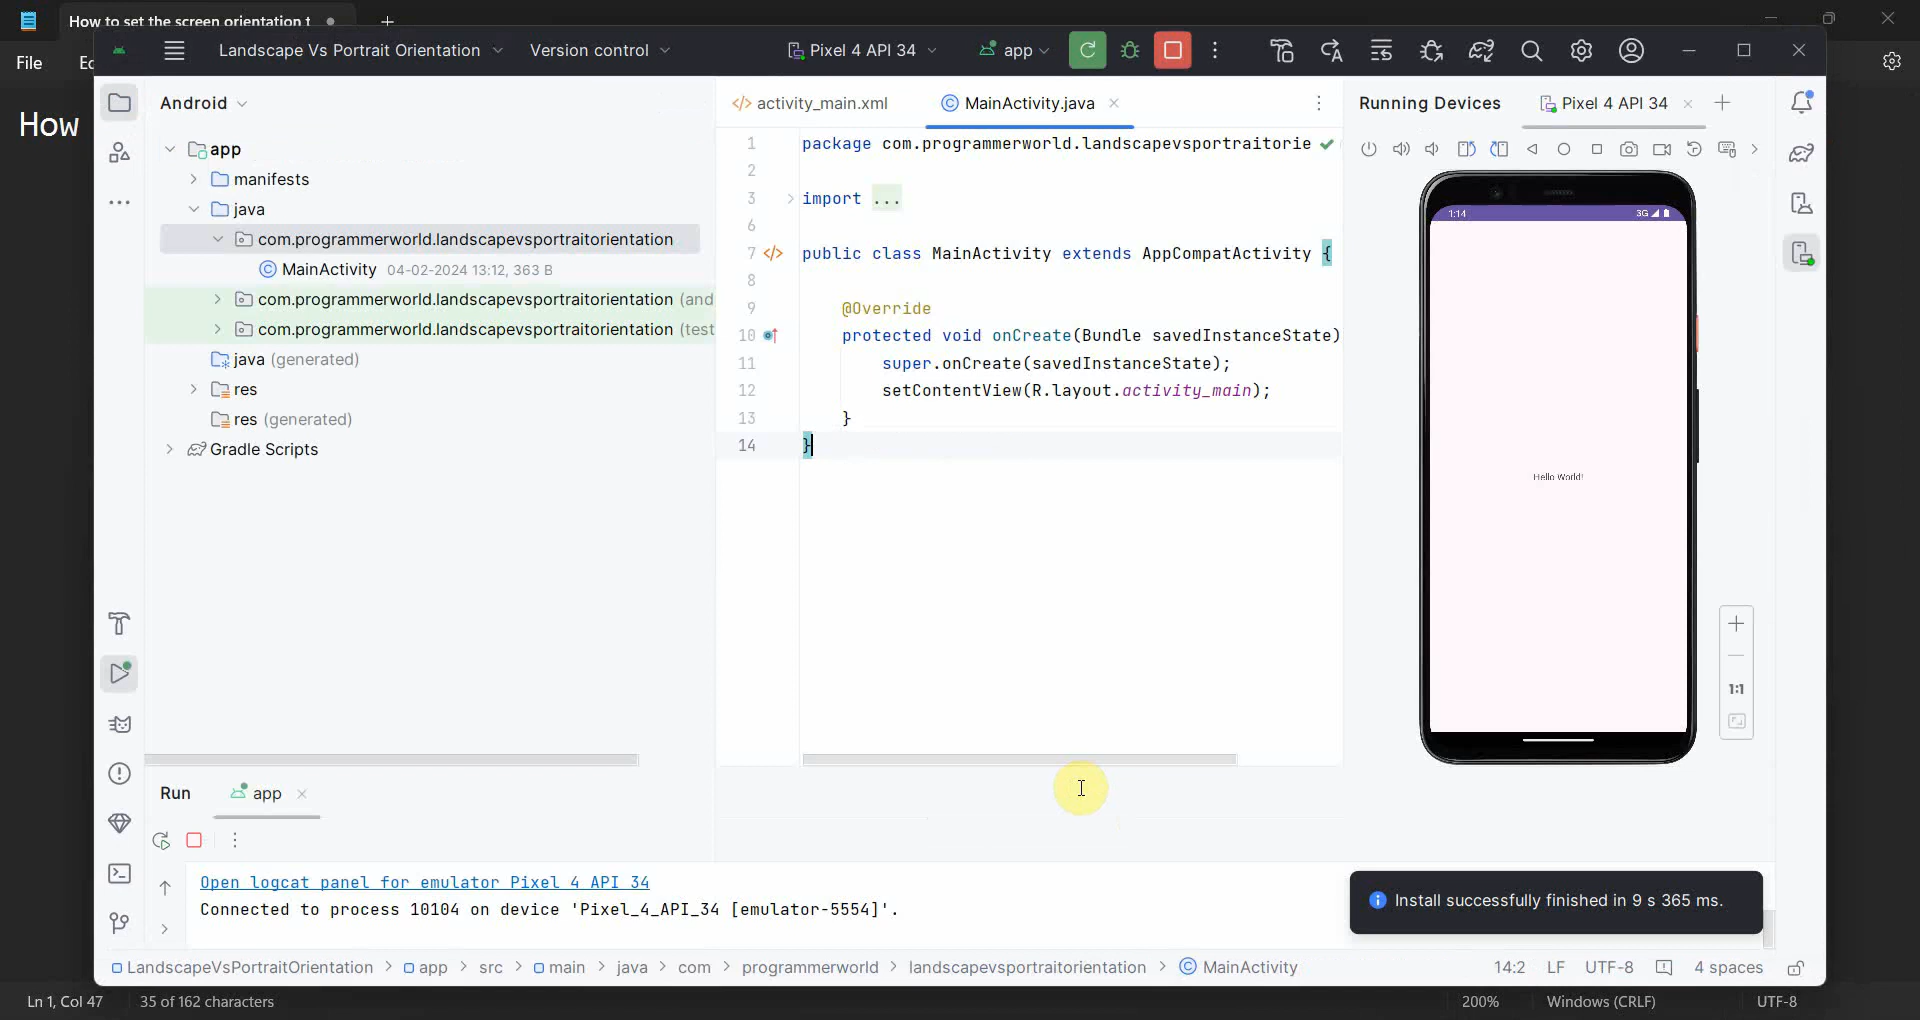 How to set the screen orientation t
File
Ec
How
Landscape Vs Portrait Orientation
Version control
Pixel 4 API 34
app
Android
app
manifests
java
com.programmerworld.landscapevsportraitorientation
MainActivity 04-02-2024 13:12, 363 B
com.programmerworld.landscapevsportraitorientation (and
com.programmerworld.landscapevsportraitorientation (test
java (generated)
res
res (generated)
Gradle Scripts
activity_main.xml
MainActivity.java
1 package com.programmerworld.landscapevsportraitorie
2
3 import ...
6
7 public class MainActivity extends AppCompatActivity {
8
9 @Override
10 protected void onCreate(Bundle savedInstanceState)
11 super.onCreate(savedInstanceState);
12 setContentView(R.layout.activity_main);
13 }
14 }
Running Devices
Pixel 4 API 34
1:14
3G
Hello World!
1:1
Run
app
Open logcat panel for emulator Pixel 4 API 34
Connected to process 10104 on device 'Pixel_4_API_34 [emulator-5554]'.
Install successfully finished in 9 s 365 ms.
LandscapeVsPortraitOrientation > app > src > main > java > com > programmerworld > landscapevsportraitorientation > MainActivity
14:2 LF UTF-8 4 spaces
Ln 1, Col 47
35 of 162 characters
200%
Windows (CRLF)
UTF-8